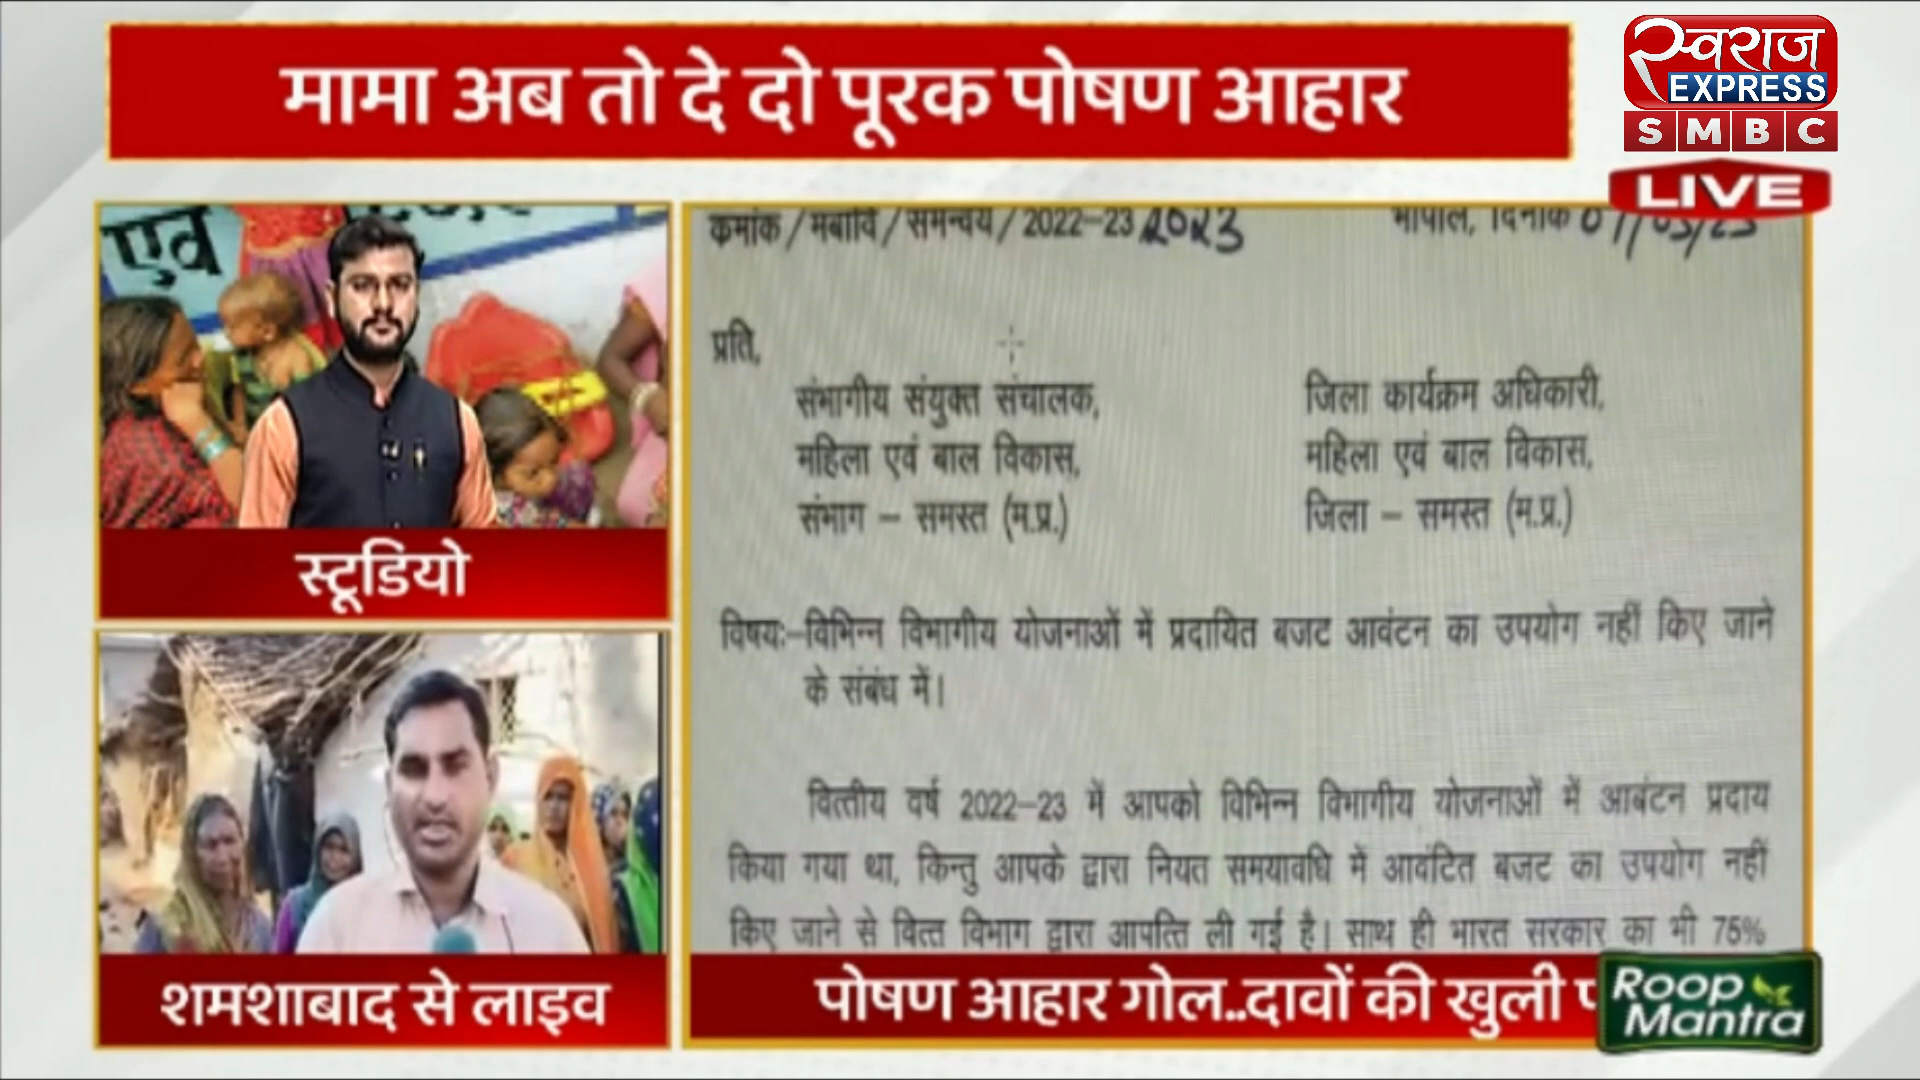 मामा अब तो दे दो पूरक पोषण आहार
स्वराज
EXPRESS
SMBC
LIVE
एवं
स्टूडियो
शमशाबाद से लाइव
क्रमांक/मबावि/समन्वय/2022-23 2023
भोपाल, दिनांक
प्रति,
संभागीय संयुक्त संचालक,
महिला एवं बाल विकास,
संभाग – समस्त (म.प्र.)
जिला कार्यक्रम अधिकारी,
महिला एवं बाल विकास,
जिला – समस्त (म.प्र.)
विषय:–विभिन्न विभागीय योजनाओं में प्रदायित बजट आवंटन का उपयोग नहीं किए जाने
के संबंध में।
वित्तीय वर्ष 2022–23 में आपको विभिन्न विभागीय योजनाओं में आबंटन प्रदाय
किया गया था, किन्तु आपके द्वारा नियत समयावधि में आवंटित बजट का उपयोग नहीं
किए जाने से वित्त विभाग द्वारा आपत्ति ली गई है। साथ ही भारत सरकार का भी 75%
पोषण आहार गोल..दावों की खुली
Roop
Mantra